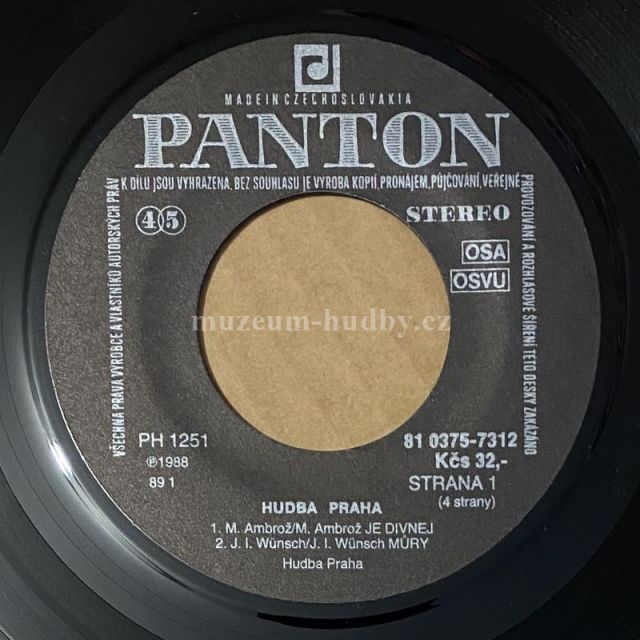 MADE IN CZECHOSLOVAKIA
PANTON
VŠECHNA PRÁVA VÝROBCE A VLASTNÍKŮ AUTORSKÝCH PRÁV
K DÍLU JSOU VYHRAZENA. BEZ SOUHLASU JE VÝROBA KOPIÍ, PRONÁJEM, PŮJČOVÁNÍ, VEŘEJNÉ
PROVOZOVÁNÍ A ROZHLASOVÉ ŠÍŘENÍ TÉTO DESKY ZAKÁZÁNO
45
STEREO
OSA
OSVU
muzeum-hudby.cz
PH 1251
81 0375-7312
℗1988
Kčs 32,-
89 1
STRANA 1
(4 strany)
HUDBA PRAHA
1. M. Ambrož/M. Ambrož JE DIVNEJ
2. J. I. Wünsch/J. I. Wünsch MŮRY
Hudba Praha